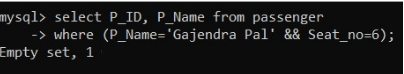 mysql> select P_ID, P_Name from passenger
-> where (P_Name='Gajendra Pal' && Seat_no=6);
Empty set, 1